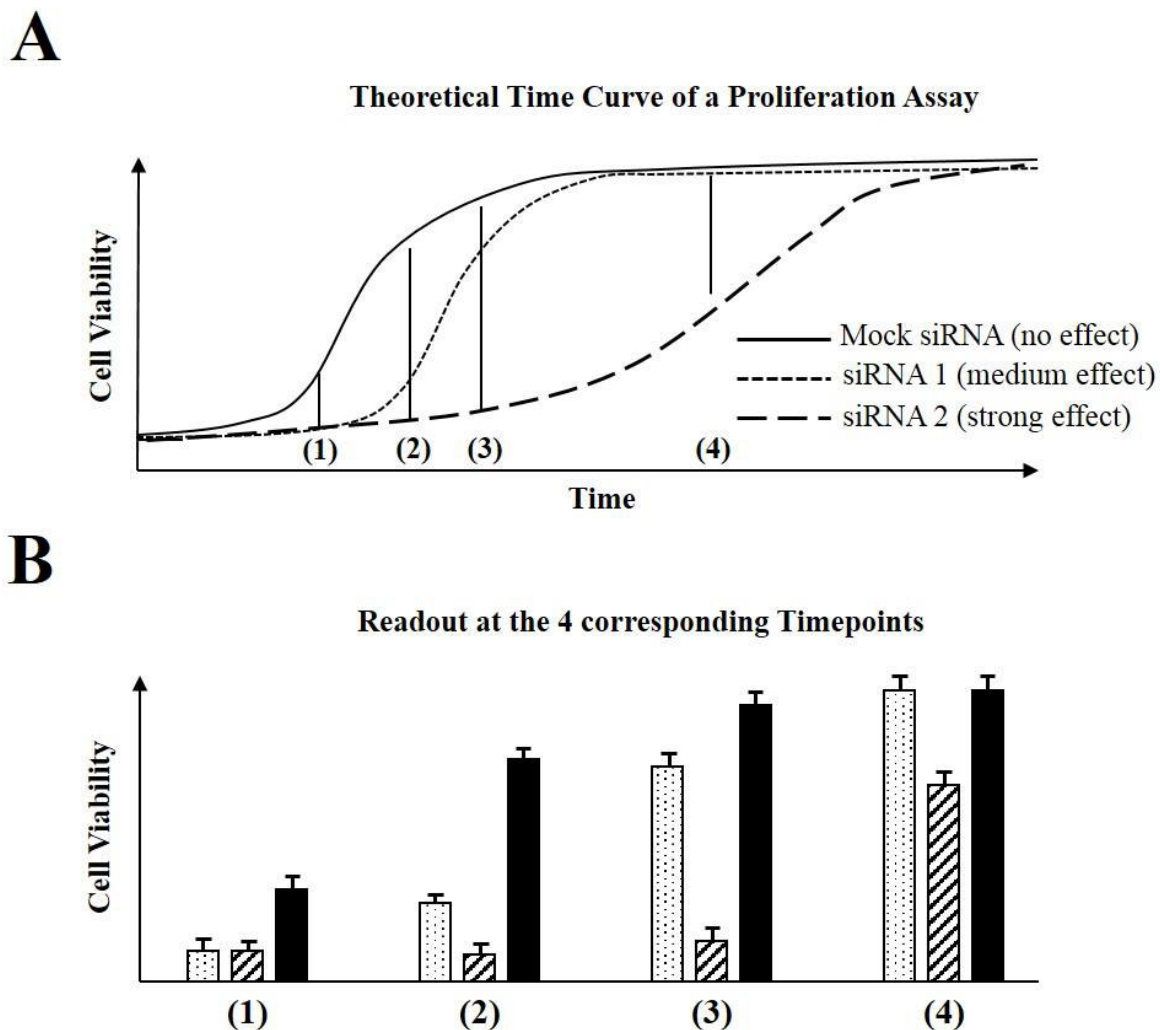 A
Theoretical Time Curve of a Proliferation Assay
Cell Viability
Mock siRNA (no effect)
siRNA 1 (medium effect)
siRNA 2 (strong effect)
(1) (2) (3) (4)
Time
B
Readout at the 4 corresponding Timepoints
Cell Viability
(1) (2) (3) (4)